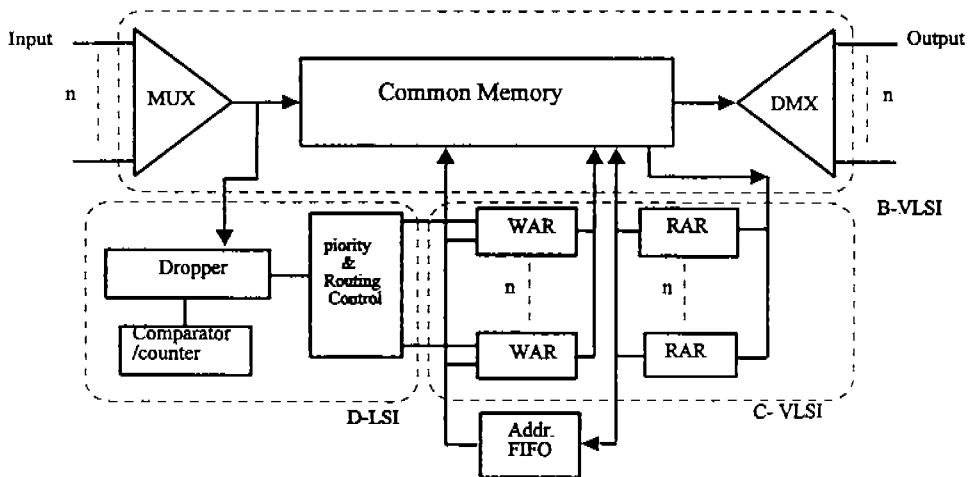 Input
Output
n
MUX
Common Memory
DMX
n
B-VLSI
Dropper
Comparator
/counter
piority
&
Routing
Control
WAR
RAR
n
n
WAR
RAR
D-LSI
C- VLSI
Addr.
FIFO